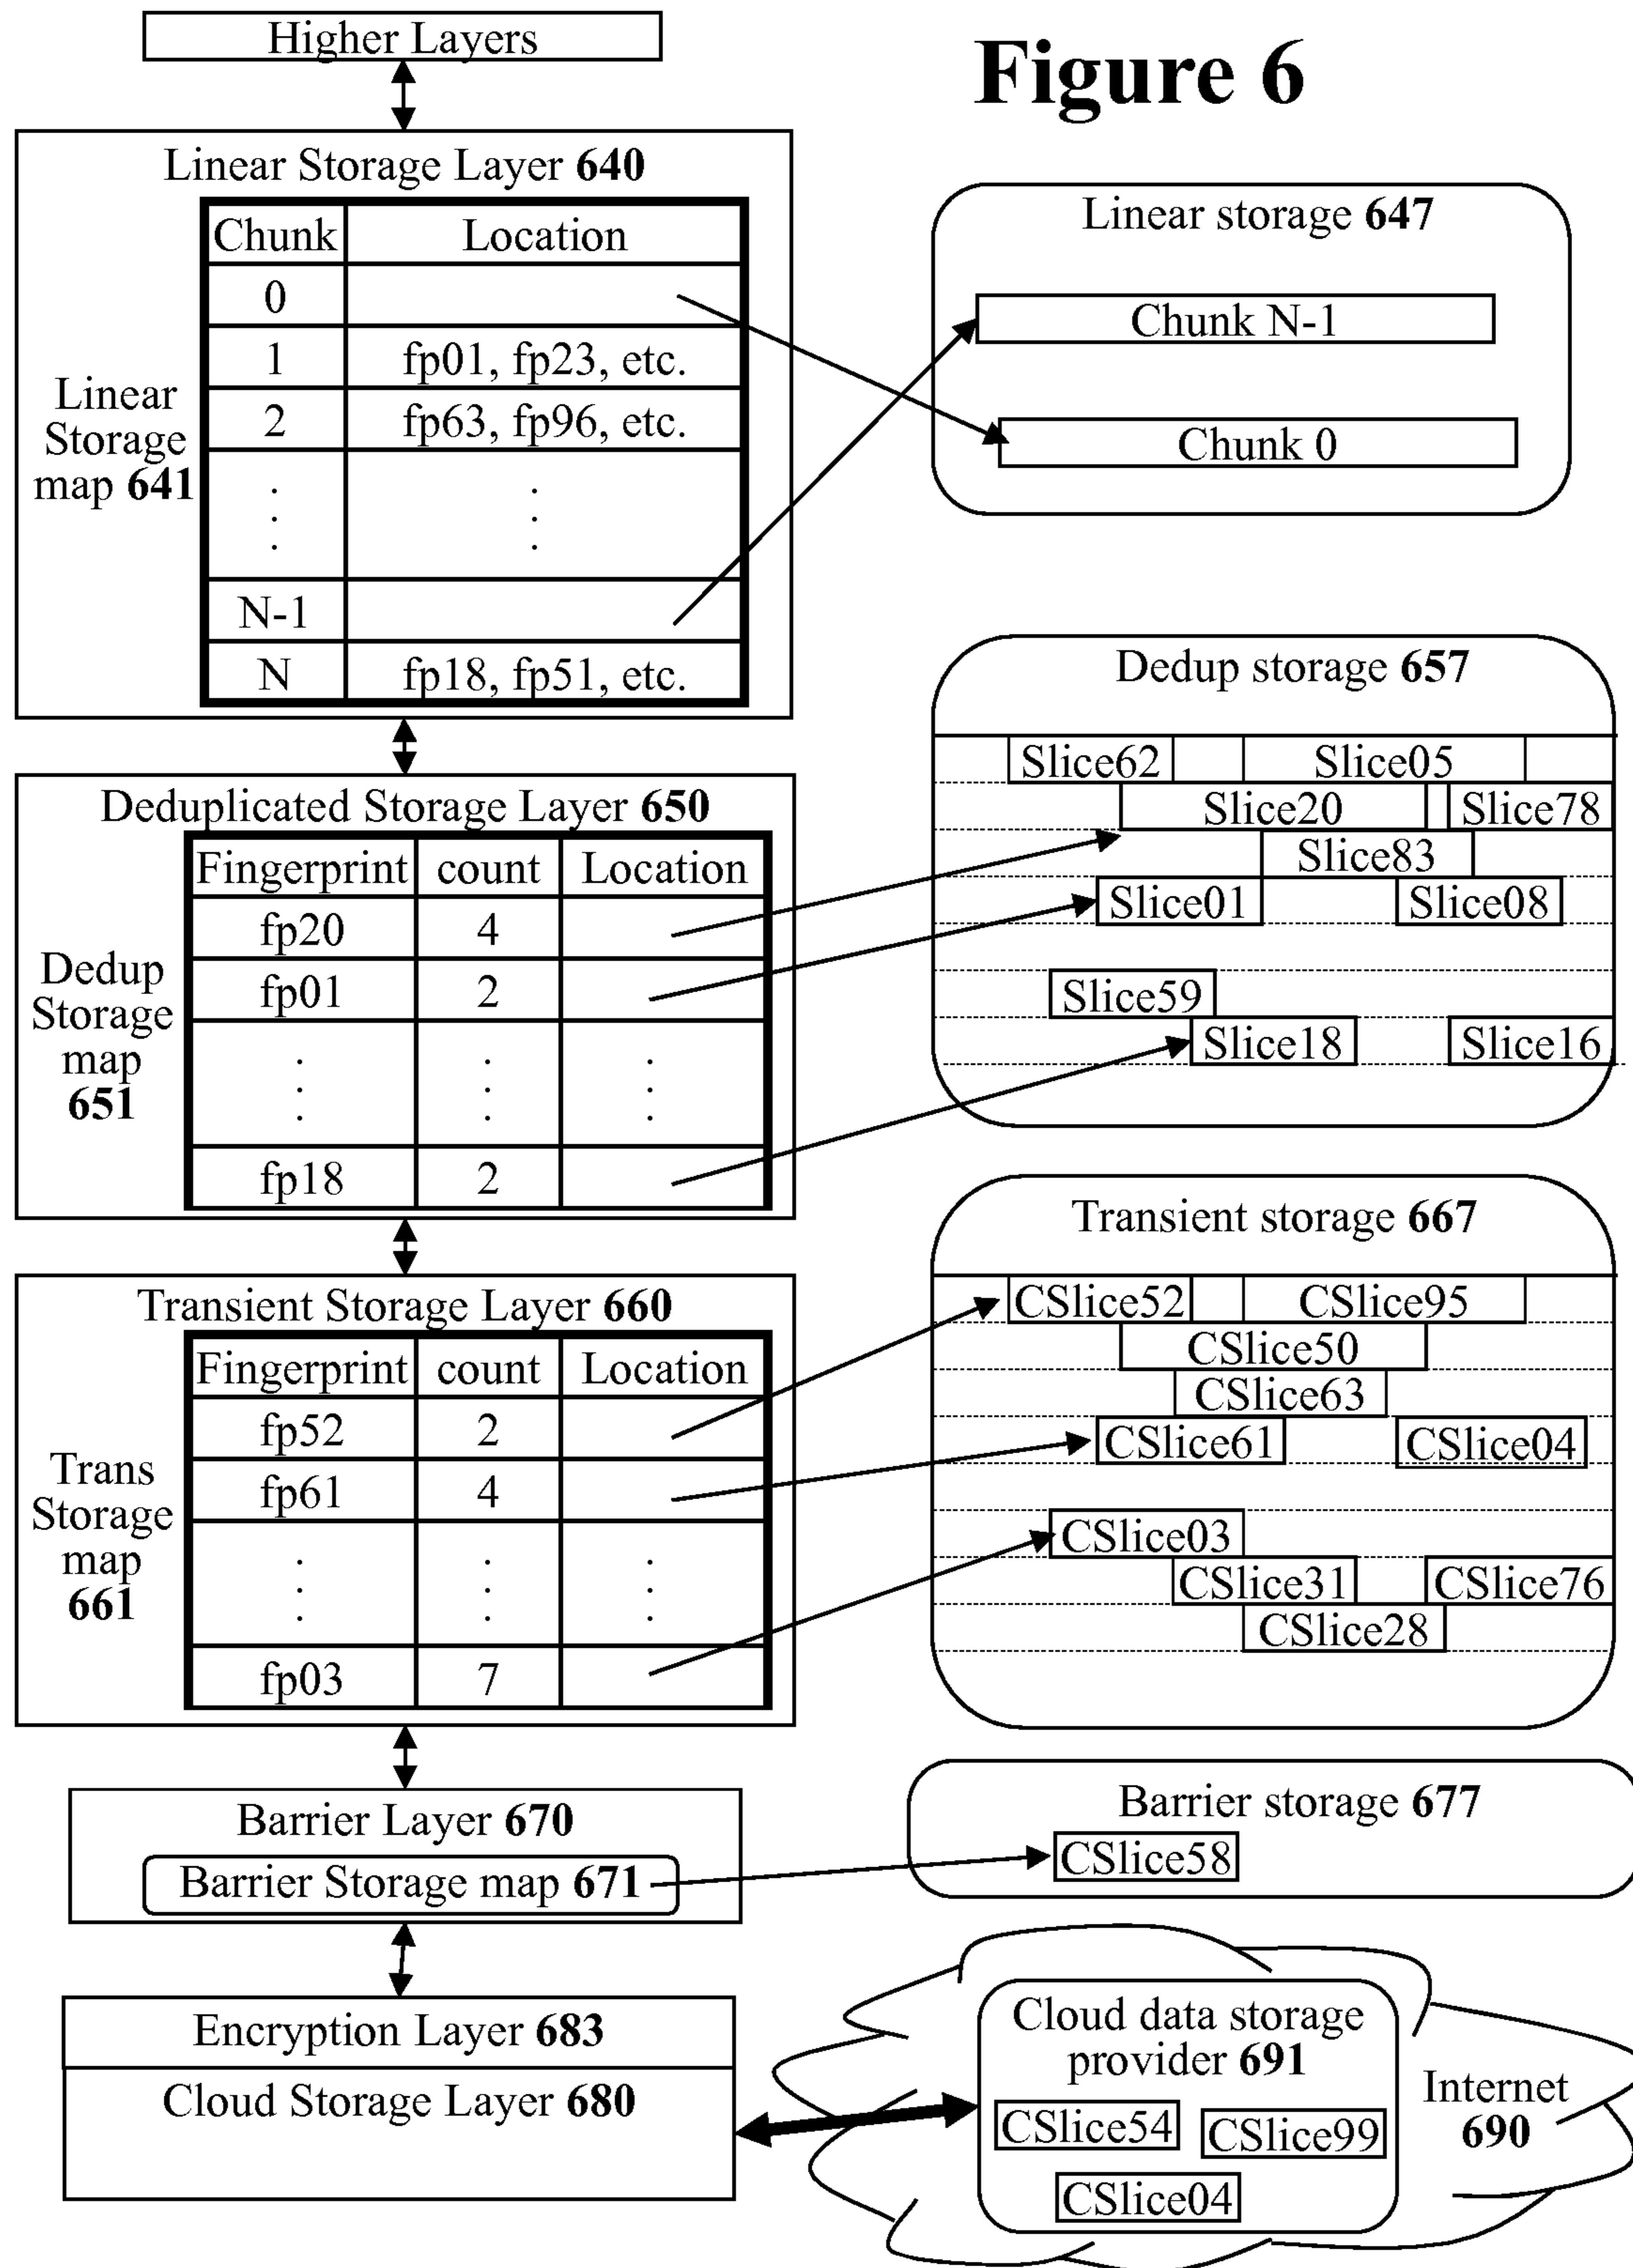 Higher Layers
Figure 6
Linear Storage Layer 640
Chunk Location
0
1 fp01, fp23, etc.
2 fp63, fp96, etc.
. .
. .
. .
N-1
N fp18, fp51, etc.
Linear
Storage
map 641
Linear storage 647
Chunk N-1
Chunk 0
Deduplicated Storage Layer 650
Fingerprint count Location
fp20 4
fp01 2
. . .
. . .
. . .
fp18 2
Dedup
Storage
map
651
Dedup storage 657
Slice62 Slice05
Slice20 Slice78
Slice83
Slice01 Slice08
Slice59
Slice18 Slice16
Transient Storage Layer 660
Fingerprint count Location
fp52 2
fp61 4
. . .
. . .
. . .
fp03 7
Trans
Storage
map
661
Transient storage 667
CSlice52 CSlice95
CSlice50
CSlice63
CSlice61 CSlice04
CSlice03
CSlice31 CSlice76
CSlice28
Barrier Layer 670
Barrier Storage map 671
Barrier storage 677
CSlice58
Encryption Layer 683
Cloud Storage Layer 680
Cloud data storage
provider 691
CSlice54 CSlice99
CSlice04
Internet
690